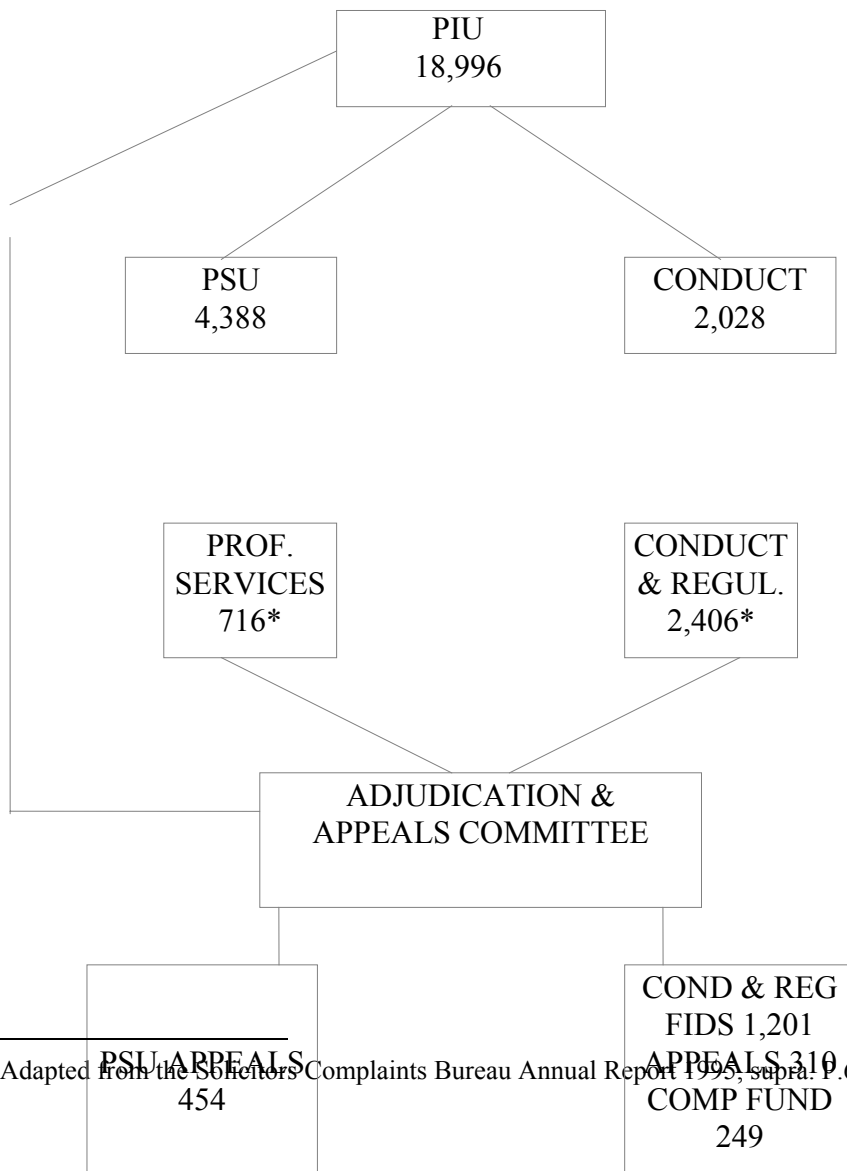 PIU
18,996
PSU
4,388
CONDUCT
2,028
PROF.
SERVICES
716*
CONDUCT
& REGUL.
2,406*
ADJUDICATION &
APPEALS COMMITTEE
PSU APPEALS
454
COND & REG
FIDS 1,201
APPEALS 310
COMP FUND
249
Adapted from the Solicitors Complaints Bureau Annual Report 1995, supra. P.